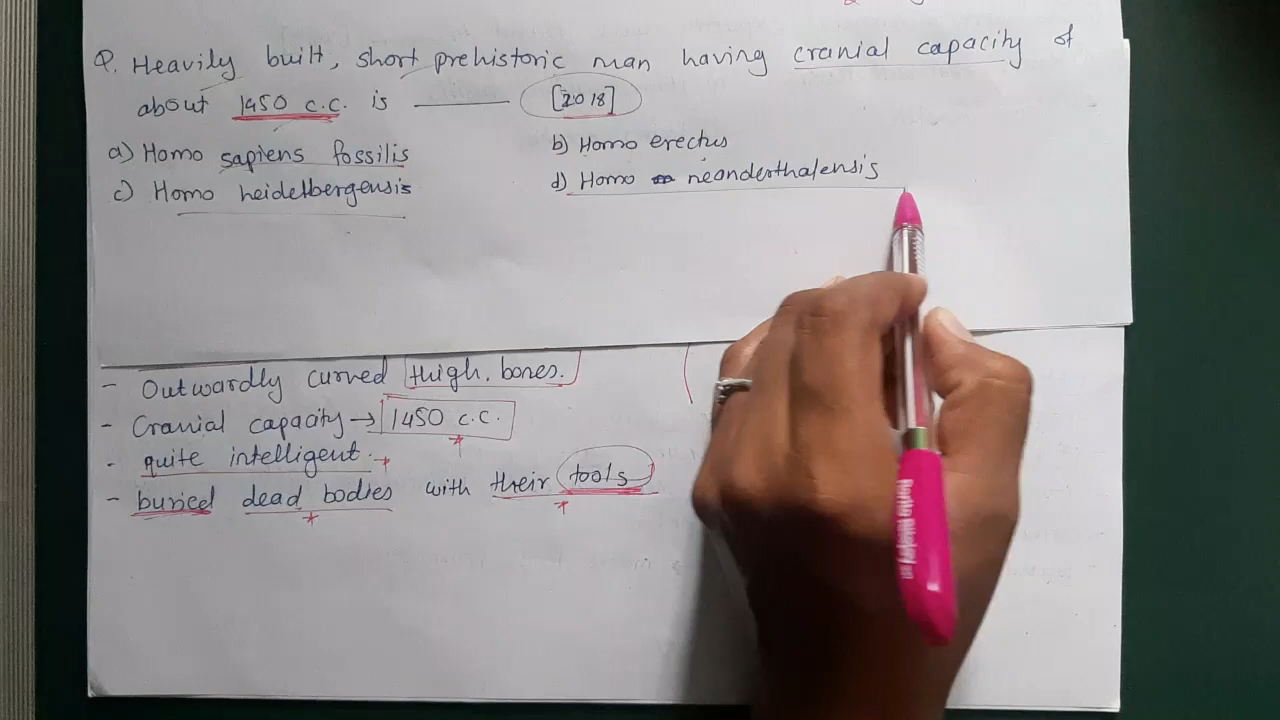 Q. Heavily built, short prehistoric man having cranial capacity of
about 1450 c.c. is ______ [2018]
a) Homo sapiens fossilis
b) Homo erectus
c) Homo heidelbergensis
d) Homo neanderthalensis
- Outwardly curved thigh bones.
- Cranial capacity → 1450 c.c.
- quite intelligent.
- buried dead bodies with their tools